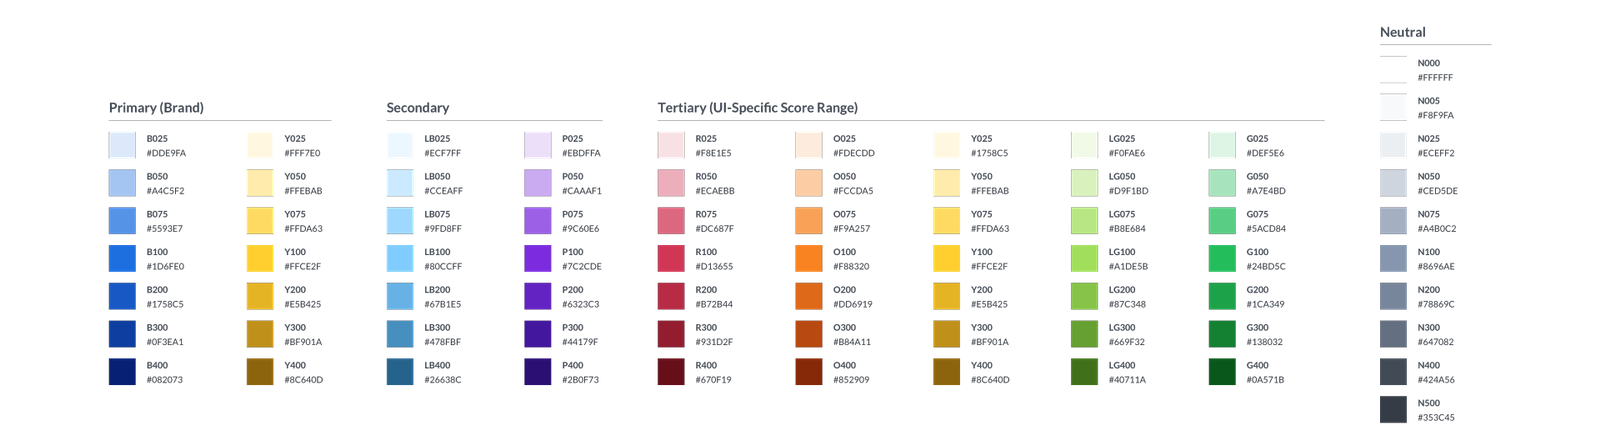 Primary (Brand)
B025
#DDE9FA
B050
#A4C5F2
B075
#5593E7
B100
#1D6FE0
B200
#1758C5
B300
#0F3EA1
B400
#082073
Y025
#FFF7E0
Y050
#FFEBAB
Y075
#FFDA63
Y100
#FFCE2F
Y200
#E5B425
Y300
#BF901A
Y400
#8C640D
Secondary
LB025
#ECF7FF
LB050
#CCEAFF
LB075
#9FD8FF
LB100
#80CCFF
LB200
#67B1E5
LB300
#478FBF
LB400
#26638C
P025
#EBDFFA
P050
#CAAAF1
P075
#9C60E6
P100
#7C2CDE
P200
#6323C3
P300
#44179F
P400
#2B0F73
Tertiary (UI-Specific Score Range)
R025
#F8E1E5
R050
#ECAEBB
R075
#DC687F
R100
#D13655
R200
#B72B44
R300
#931D2F
R400
#670F19
O025
#FDECDD
O050
#FCCDA5
O075
#F9A257
O100
#F88320
O200
#DD6919
O300
#B84A11
O400
#852909
Y025
#1758C5
Y050
#FFEBAB
Y075
#FFDA63
Y100
#FFCE2F
Y200
#E5B425
Y300
#BF901A
Y400
#8C640D
LG025
#F0FAE6
LG050
#D9F1BD
LG075
#B8E684
LG100
#A1DE5B
LG200
#87C348
LG300
#669F32
LG400
#40711A
G025
#DEF5E6
G050
#A7E4BD
G075
#5ACD84
G100
#24BD5C
G200
#1CA349
G300
#138032
G400
#0A571B
Neutral
N000
#FFFFFF
N005
#F8F9FA
N025
#ECEFF2
N050
#CED5DE
N075
#A4B0C2
N100
#8696AE
N200
#78869C
N300
#647082
N400
#424A56
N500
#353C45